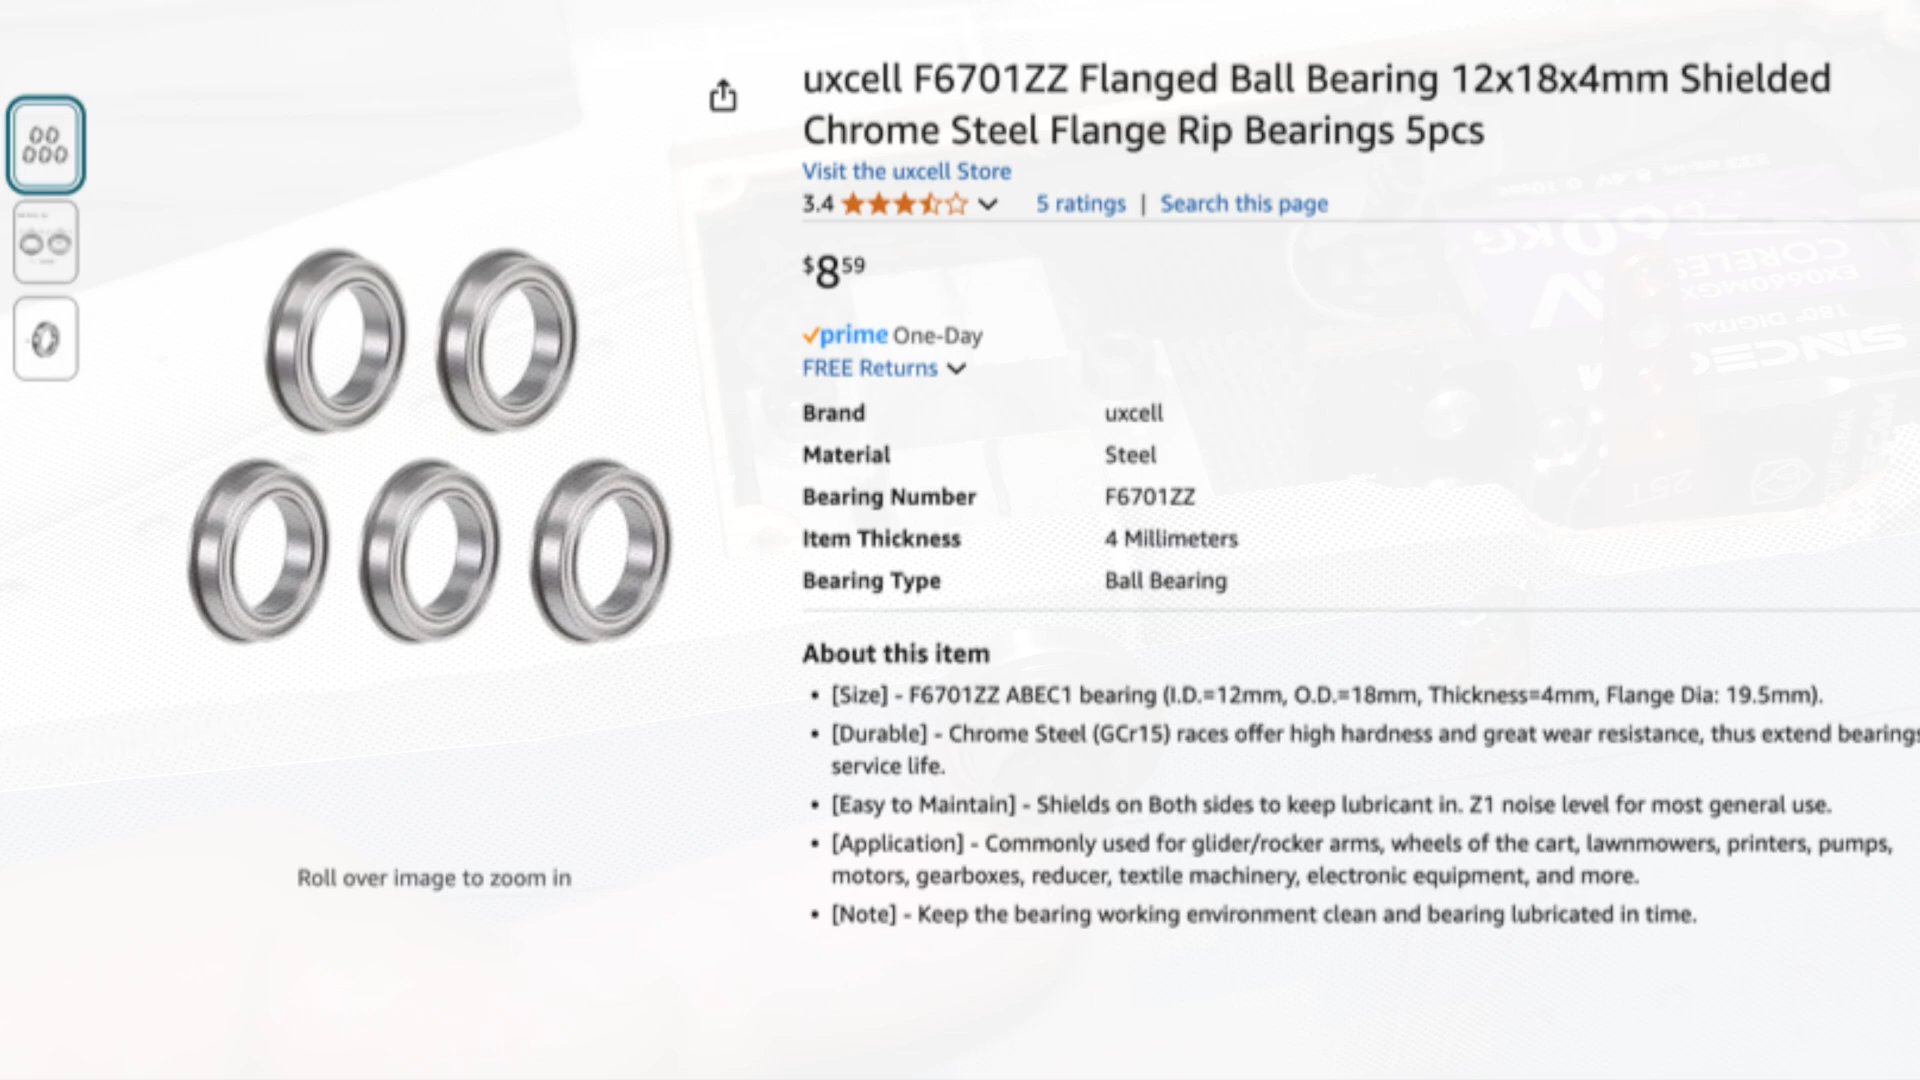 uxcell F6701ZZ Flanged Ball Bearing 12x18x4mm Shielded
Chrome Steel Flange Rip Bearings 5pcs
Visit the uxcell Store
3.4 5 ratings | Search this page
$8 59
prime One-Day
FREE Returns
Brand uxcell
Material Steel
Bearing Number F6701ZZ
Item Thickness 4 Millimeters
Bearing Type Ball Bearing
About this item
• [Size] - F6701ZZ ABEC1 bearing (I.D.=12mm, O.D.=18mm, Thickness=4mm, Flange Dia: 19.5mm).
• [Durable] - Chrome Steel (GCr15) races offer high hardness and great wear resistance, thus extend bearings
service life.
• [Easy to Maintain] - Shields on Both sides to keep lubricant in. Z1 noise level for most general use.
• [Application] - Commonly used for glider/rocker arms, wheels of the cart, lawnmowers, printers, pumps,
motors, gearboxes, reducer, textile machinery, electronic equipment, and more.
• [Note] - Keep the bearing working environment clean and bearing lubricated in time.
Roll over image to zoom in
CORELES
EX060MGX
180° DIGITAL
25T